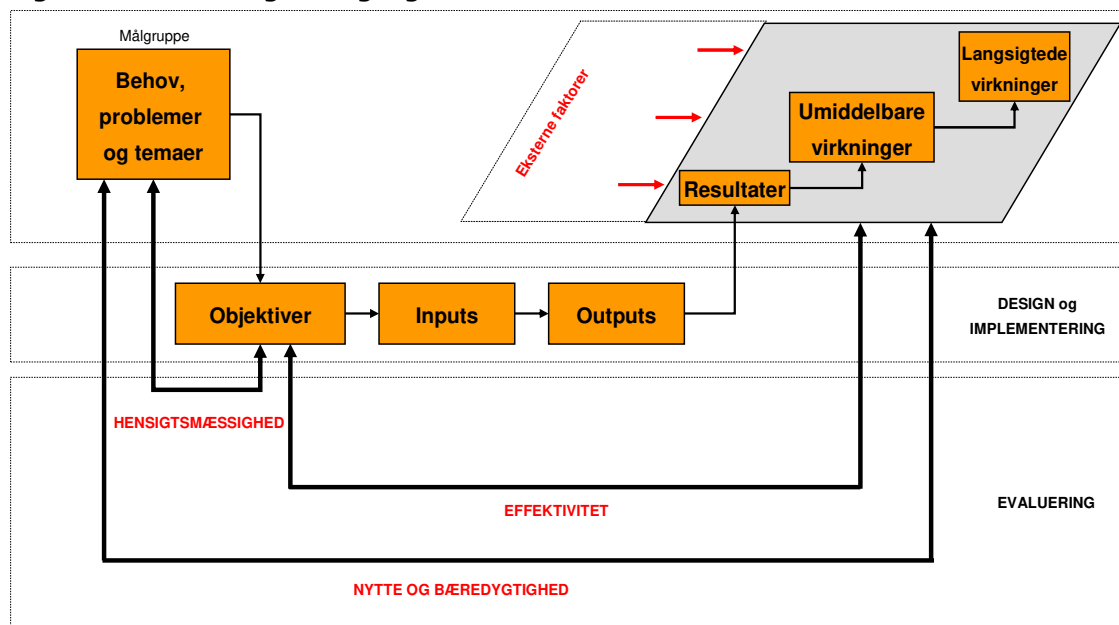 Målgruppe
Behov,
problemer
og temaer
Eksterne faktorer
Langsigtede
virkninger
Umiddelbare
virkninger
Resultater
Objektiver
Inputs
Outputs
DESIGN og
IMPLEMENTERING
HENSIGTSMÆSSIGHED
EFFEKTIVITET
EVALUERING
NYTTE OG BÆREDYGTIGHED